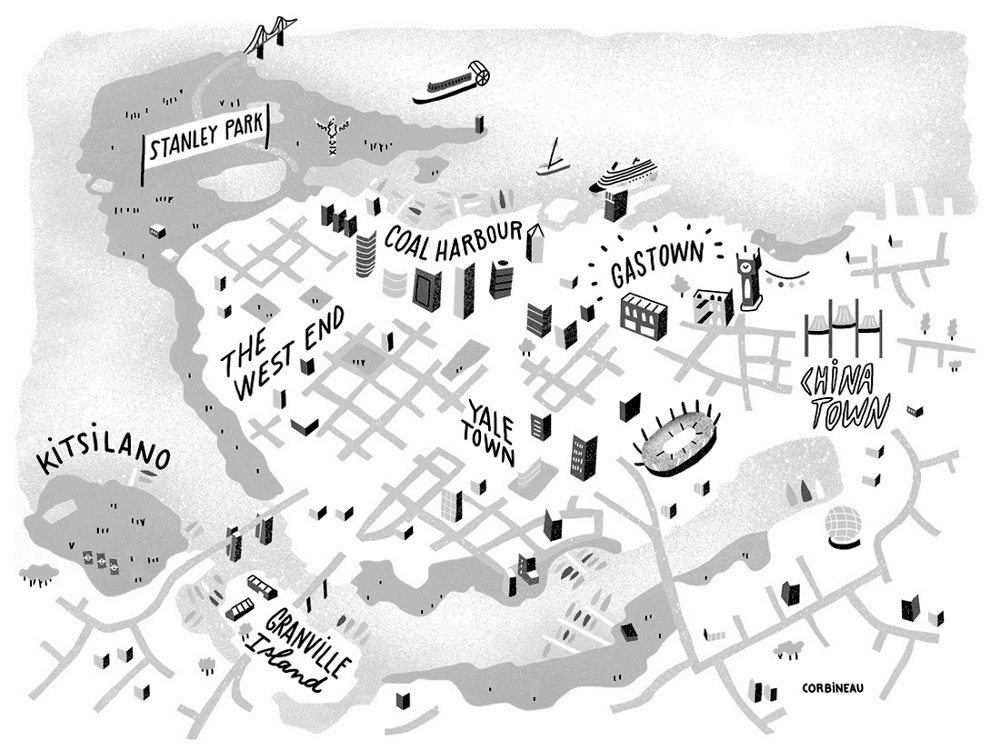 STANLEY PARK
COAL HARBOUR
GASTOWN
THE
WEST END
CHINA
TOWN
YALE
TOWN
KITSILANO
GRANVILLE
Island
CORBINEAU